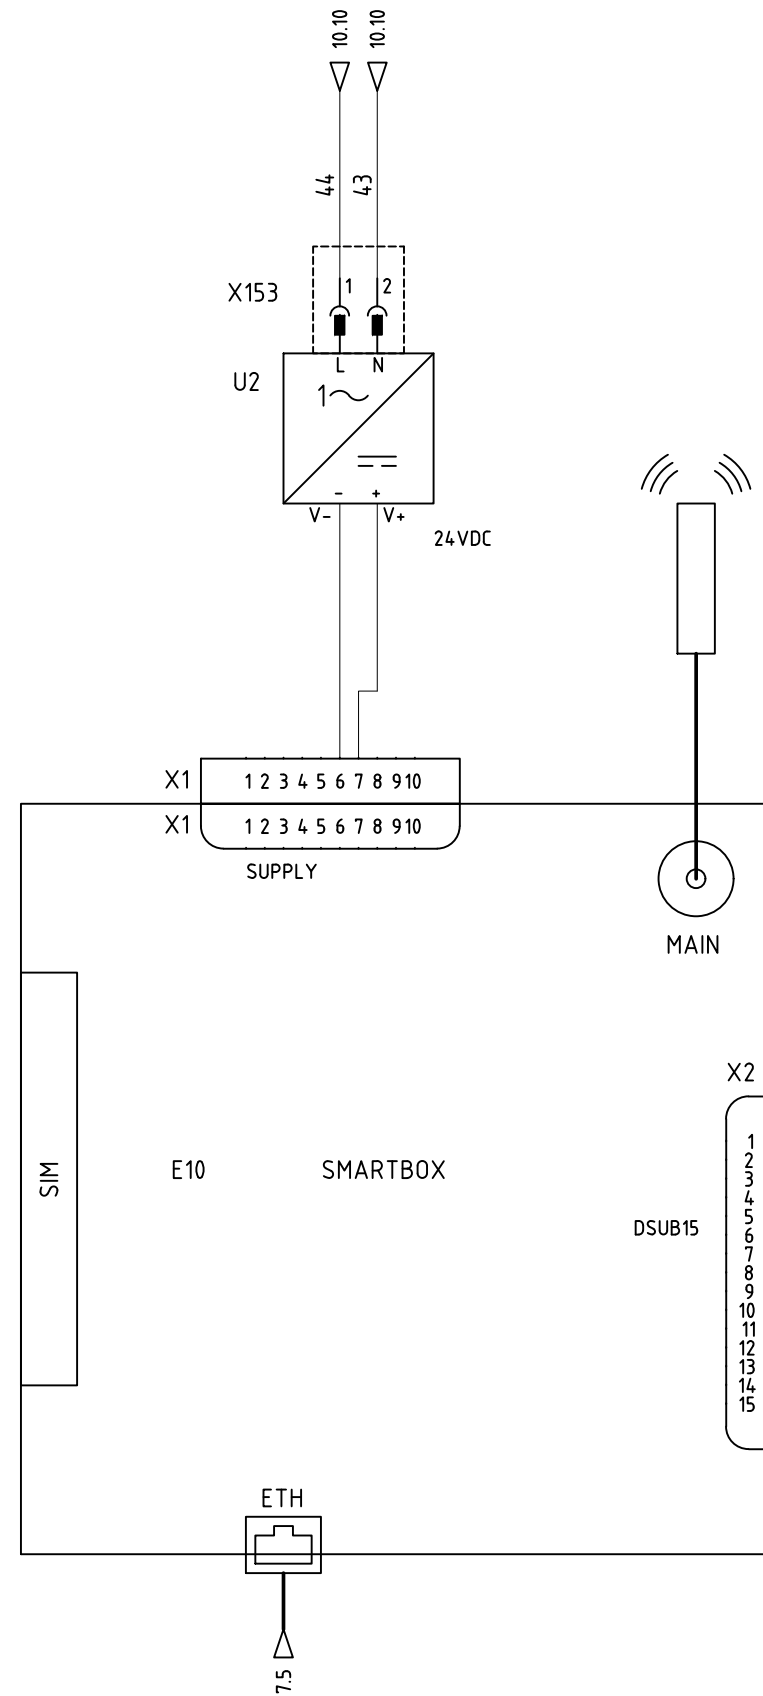 10.10 10.10
44 43
X153 1 2
L N
U2
1
- +
V- V+
24VDC
X1 1 2 3 4 5 6 7 8 9 10
X1 1 2 3 4 5 6 7 8 9 10
SUPPLY
MAIN
X2
SIM
E10 SMARTBOX
DSUB15
1
2
3
4
5
6
7
8
9
10
11
12
13
14
15
ETH
7.5